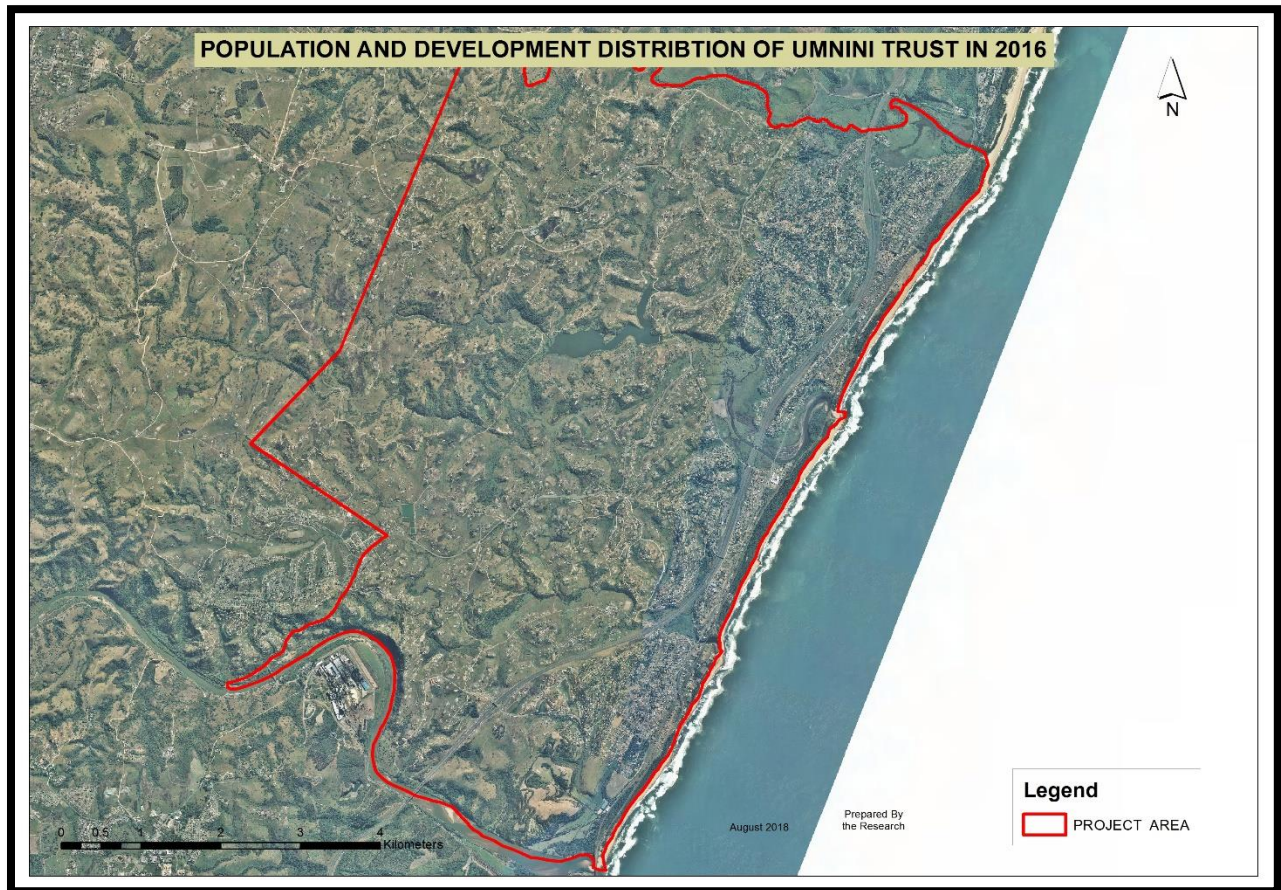 POPULATION AND DEVELOPMENT DISTRIBTION OF UMNINI TRUST IN 2016
N
Legend
PROJECT AREA
Prepared By
the Research
August 2018
0 0.5 1 2 3 4
Kilometers